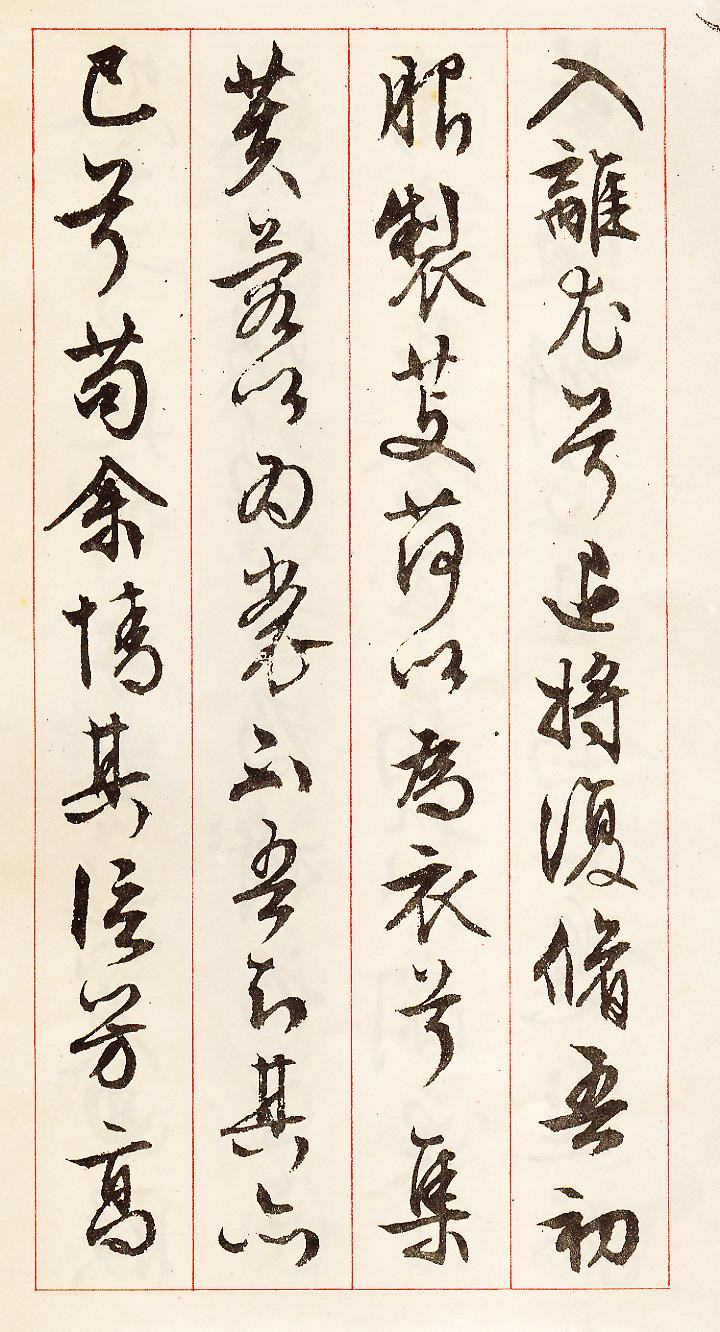 入離尤兮退將復脩吾初
服製芰荷以為衣兮集
芙蓉以為裳不吾知其亦
已兮苟余情其信芳高